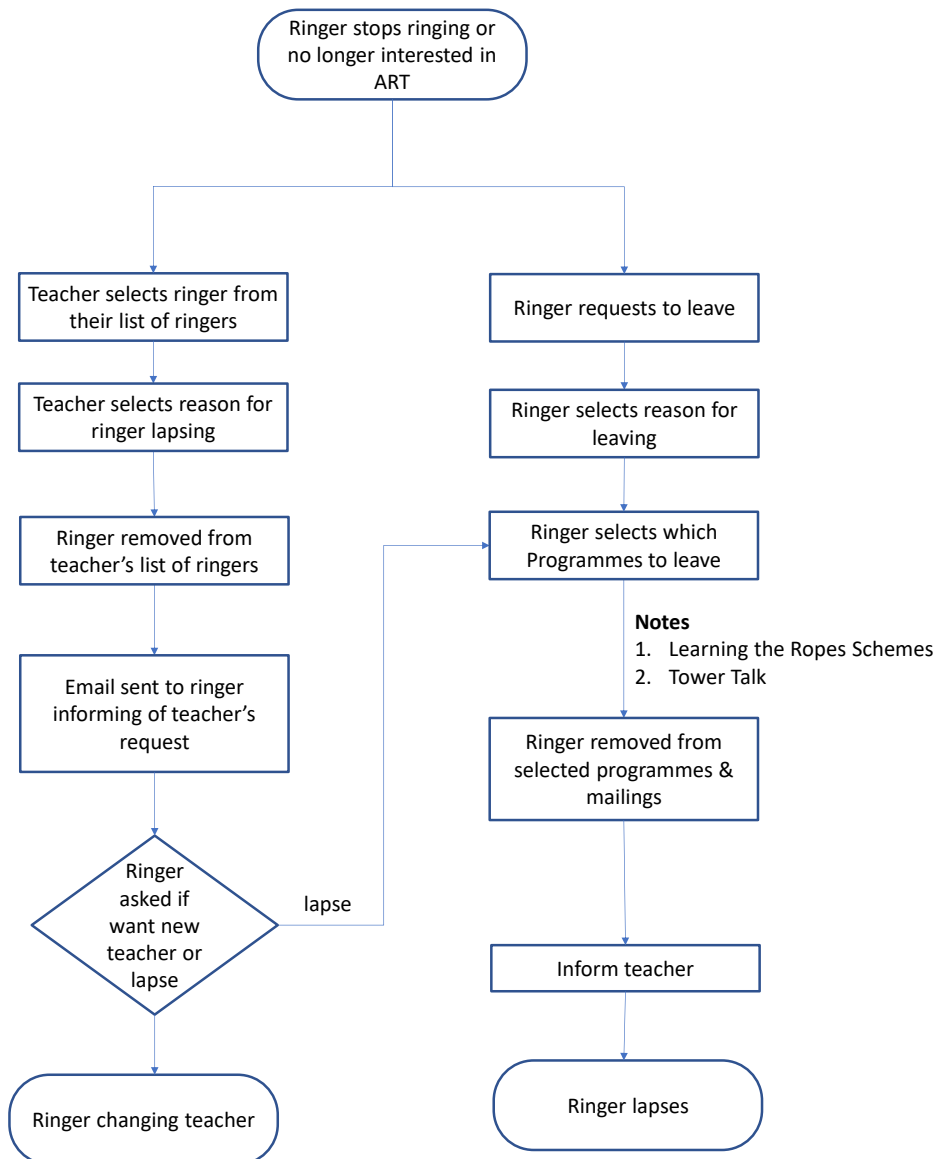 Ringer stops ringing or
no longer interested in
ART
Teacher selects ringer from
their list of ringers
Teacher selects reason for
ringer lapsing
Ringer removed from
teacher’s list of ringers
Email sent to ringer
informing of teacher’s
request
Ringer
asked if
want new
teacher or
lapse
lapse
Ringer changing teacher
Ringer requests to leave
Ringer selects reason for
leaving
Ringer selects which
Programmes to leave
Notes
1. Learning the Ropes Schemes
2. Tower Talk
Ringer removed from
selected programmes &
mailings
Inform teacher
Ringer lapses